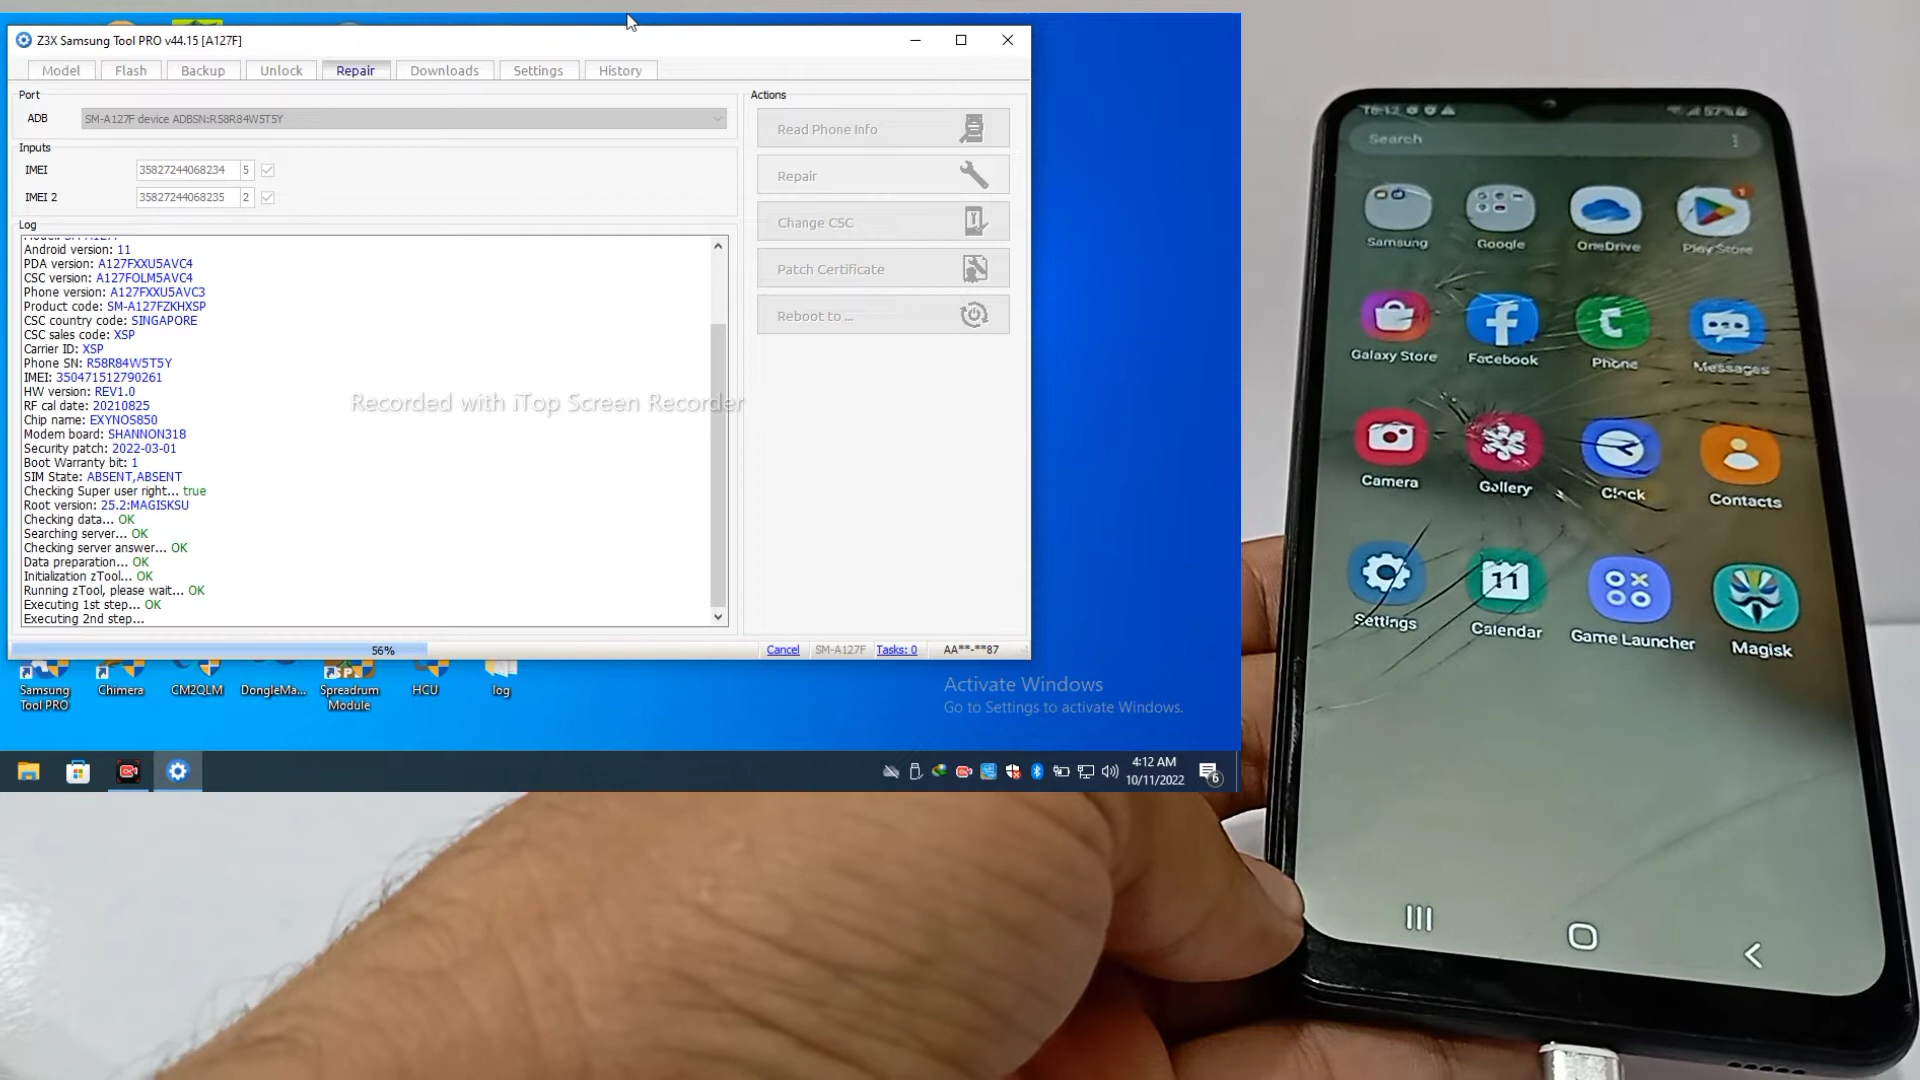 Z3X Samsung Tool PRO v44.15 [A127F]
Model Flash Backup Unlock Repair Downloads Settings History
Port
ADB SM-A127F device ADBSN:R58R84W5T5Y
Inputs
IMEI 35827244068234 5
IMEI 2 35827244068235 2
Log
Android version: 11
PDA version: A127FXXU5AVC4
CSC version: A127FOLM5AVC4
Phone version: A127FXXU5AVC3
Product code: SM-A127FZKHXSP
CSC country code: SINGAPORE
CSC sales code: XSP
Carrier ID: XSP
Phone SN: R58R84W5T5Y
IMEI: 350471512790261
HW version: REV1.0
RF cal date: 20210825
Chip name: EXYNOS850
Modem board: SHANNON318
Security patch: 2022-03-01
Boot Warranty bit: 1
SIM State: ABSENT,ABSENT
Checking Super user right... true
Root version: 25.2:MAGISKSU
Checking data... OK
Searching server... OK
Checking server answer... OK
Data preparation... OK
Initialization zTool... OK
Running zTool, please wait... OK
Executing 1st step... OK
Executing 2nd step...
Recorded with iTop Screen Recorder
Actions
Read Phone Info
Repair
Change CSC
Patch Certificate
Reboot to ...
56% Cancel SM-A127F Tasks: 0 AA**-**87
Samsung Tool PRO
Chimera
CM2QLM
DongleMa...
Spreadrum Module
HCU
log
Activate Windows
Go to Settings to activate Windows.
4:12 AM
10/11/2022
6
16:12 57%
Search
Samsung Google OneDrive Play Store
Galaxy Store Facebook Phone Messages
Camera Gallery Clock Contacts
11
Settings Calendar Game Launcher Magisk